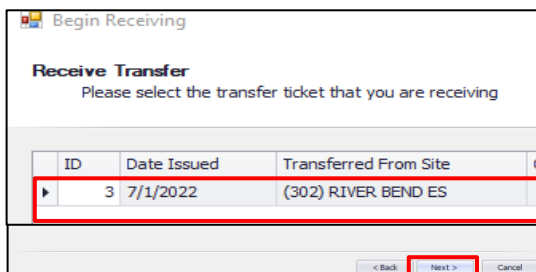 Begin Receiving
Receive Transfer
Please select the transfer ticket that you are receiving
ID Date Issued Transferred From Site
3 7/1/2022 (302) RIVER BEND ES
< Back Next > Cancel